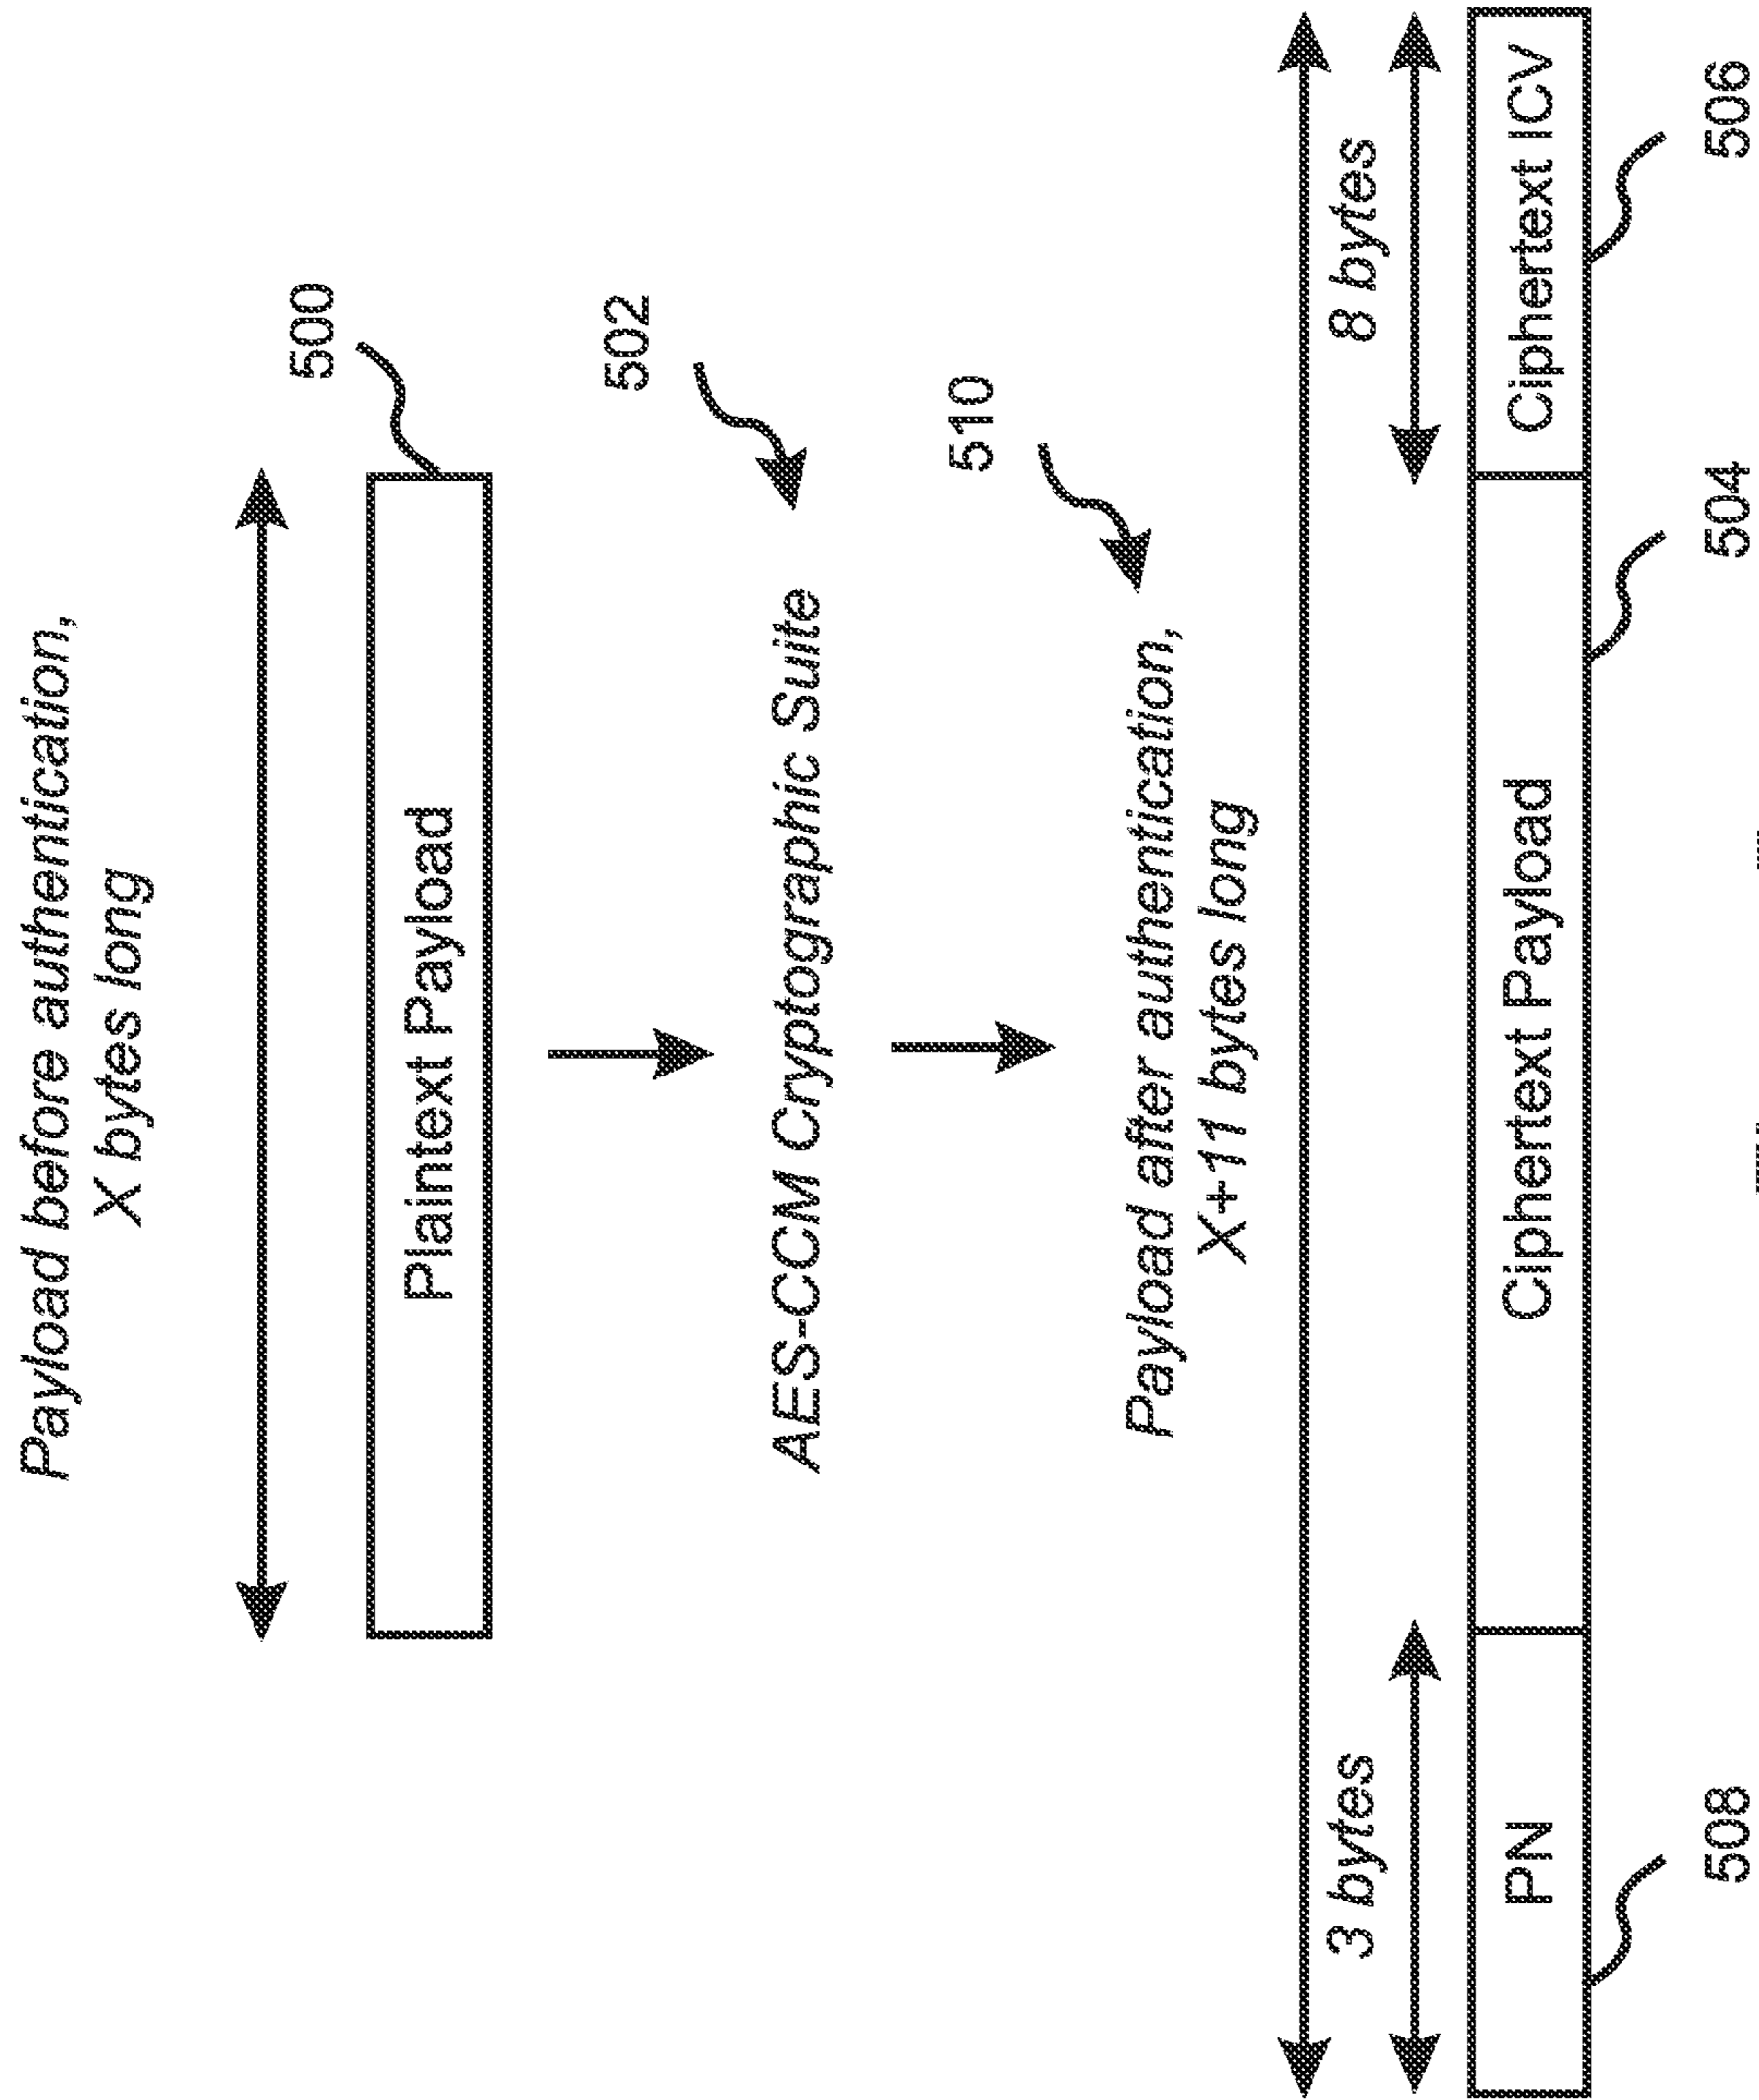 Payload before authentication,
X bytes long
500
Plaintext Payload
502
AES-CCM Cryptographic Suite
510
Payload after authentication,
X+11 bytes long
3 bytes
8 bytes
PN
Ciphertext Payload
Ciphertext ICV
508
504
506